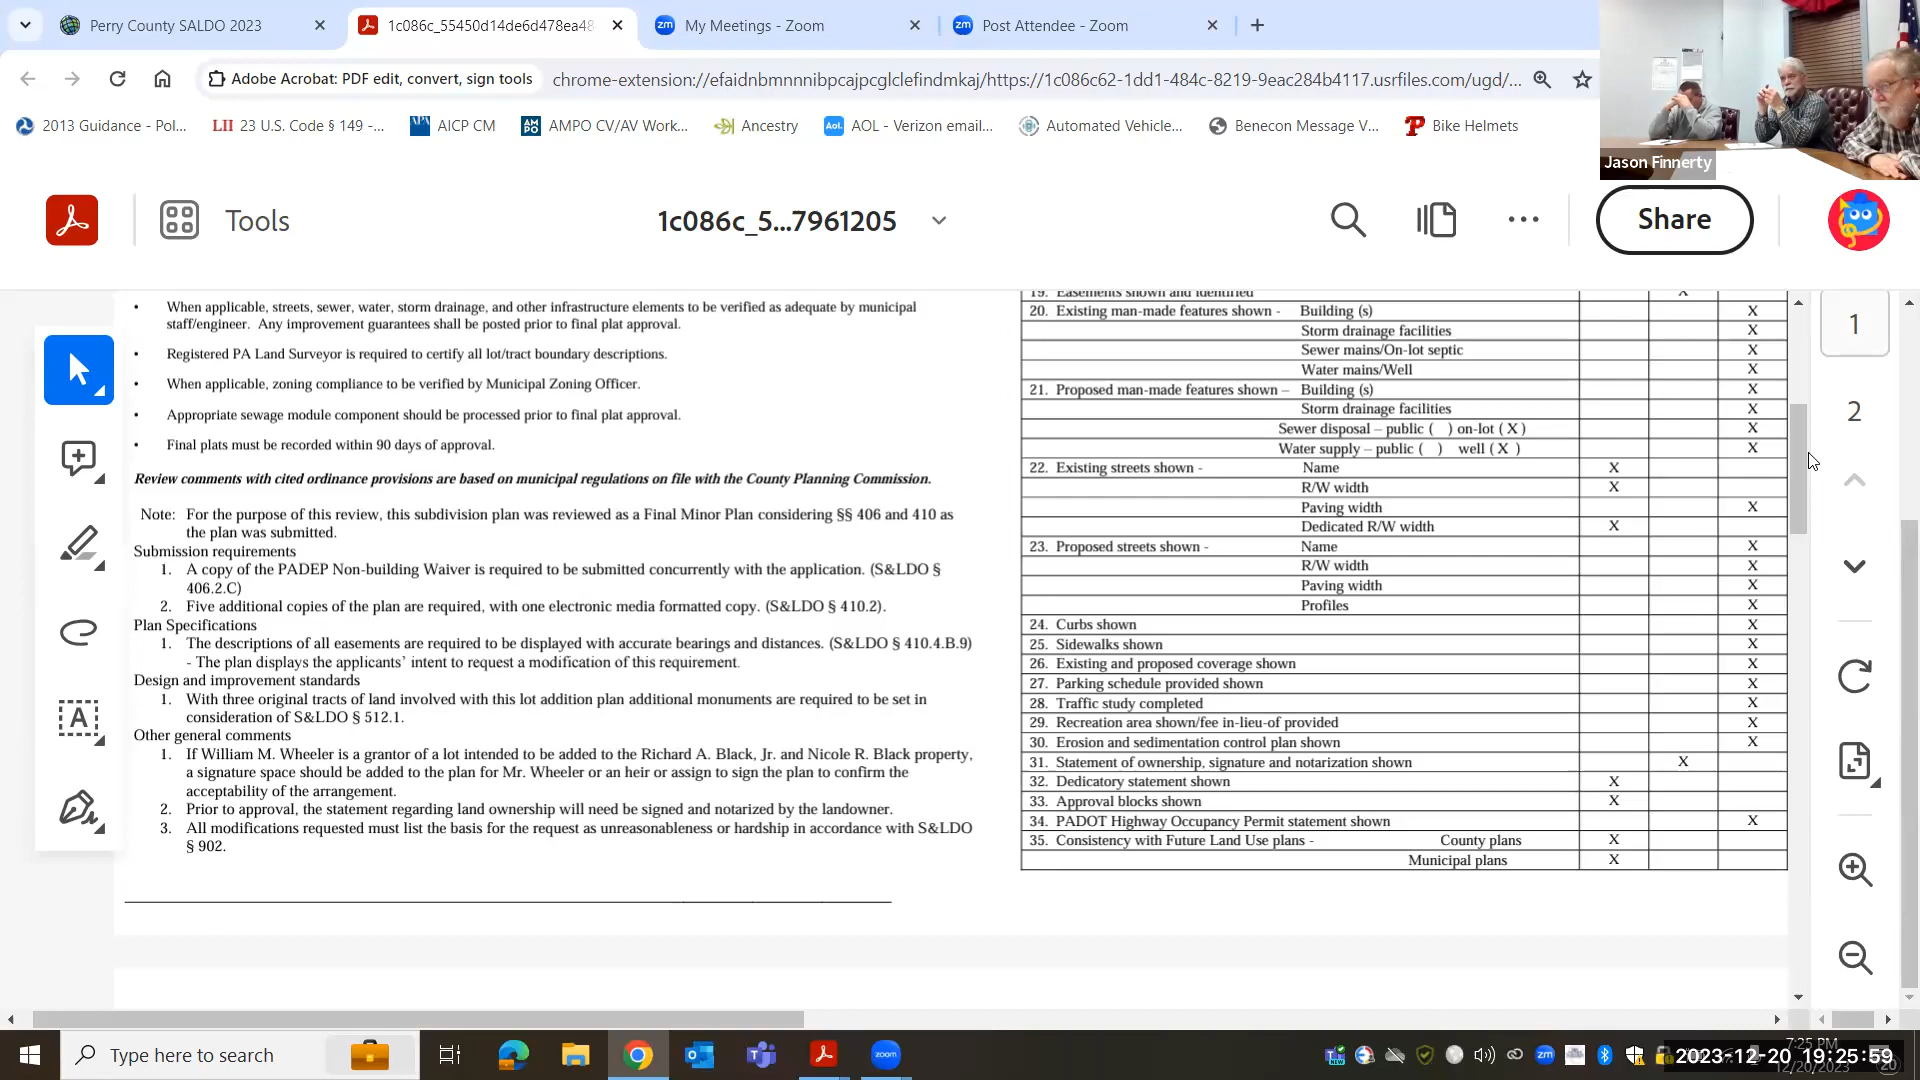 Perry County SALDO 2023
1c086c_55450d14de6d478ea48
My Meetings - Zoom
Post Attendee - Zoom
Adobe Acrobat: PDF edit, convert, sign tools
chrome-extension://efaidnbmnnnibpcajpcglclefindmkaj/https://1c086c62-1dd1-484c-8219-9eac284b4117.usrfiles.com/ugd/...
2013 Guidance - Pol...
LII 23 U.S. Code § 149 -...
AICP CM
AMPO CV/AV Work...
Ancestry
Aol. AOL - Verizon email...
Automated Vehicle...
Benecon Message V...
Bike Helmets
Jason Finnerty
Tools
1c086c_5...7961205
Share
• When applicable, streets, sewer, water, storm drainage, and other infrastructure elements to be verified as adequate by municipal
staff/engineer. Any improvement guarantees shall be posted prior to final plat approval.
• Registered PA Land Surveyor is required to certify all lot/tract boundary descriptions.
• When applicable, zoning compliance to be verified by Municipal Zoning Officer.
• Appropriate sewage module component should be processed prior to final plat approval.
• Final plats must be recorded within 90 days of approval.
Review comments with cited ordinance provisions are based on municipal regulations on file with the County Planning Commission.
Note: For the purpose of this review, this subdivision plan was reviewed as a Final Minor Plan considering §§ 406 and 410 as
the plan was submitted.
Submission requirements
1. A copy of the PADEP Non-building Waiver is required to be submitted concurrently with the application. (S&LDO §
406.2.C)
2. Five additional copies of the plan are required, with one electronic media formatted copy. (S&LDO § 410.2).
Plan Specifications
1. The descriptions of all easements are required to be displayed with accurate bearings and distances. (S&LDO § 410.4.B.9)
- The plan displays the applicants' intent to request a modification of this requirement.
Design and improvement standards
1. With three original tracts of land involved with this lot addition plan additional monuments are required to be set in
consideration of S&LDO § 512.1.
Other general comments
1. If William M. Wheeler is a grantor of a lot intended to be added to the Richard A. Black, Jr. and Nicole R. Black property,
a signature space should be added to the plan for Mr. Wheeler or an heir or assign to sign the plan to confirm the
acceptability of the arrangement.
2. Prior to approval, the statement regarding land ownership will need be signed and notarized by the landowner.
3. All modifications requested must list the basis for the request as unreasonableness or hardship in accordance with S&LDO
§ 902.
19. Easements shown and identified X
20. Existing man-made features shown - Building (s) X
Storm drainage facilities X
Sewer mains/On-lot septic X
Water mains/Well X
21. Proposed man-made features shown – Building (s) X
Storm drainage facilities X
Sewer disposal – public ( ) on-lot ( X ) X
Water supply – public ( ) well ( X ) X
22. Existing streets shown - Name X
R/W width X
Paving width X
Dedicated R/W width X
23. Proposed streets shown - Name X
R/W width X
Paving width X
Profiles X
24. Curbs shown X
25. Sidewalks shown X
26. Existing and proposed coverage shown X
27. Parking schedule provided shown X
28. Traffic study completed X
29. Recreation area shown/fee in-lieu-of provided X
30. Erosion and sedimentation control plan shown X
31. Statement of ownership, signature and notarization shown X
32. Dedicatory statement shown X
33. Approval blocks shown X
34. PADOT Highway Occupancy Permit statement shown X
35. Consistency with Future Land Use plans - County plans X
Municipal plans X
1
2
Type here to search
7:25 PM
2023-12-20 19:25:59
12/20/2023